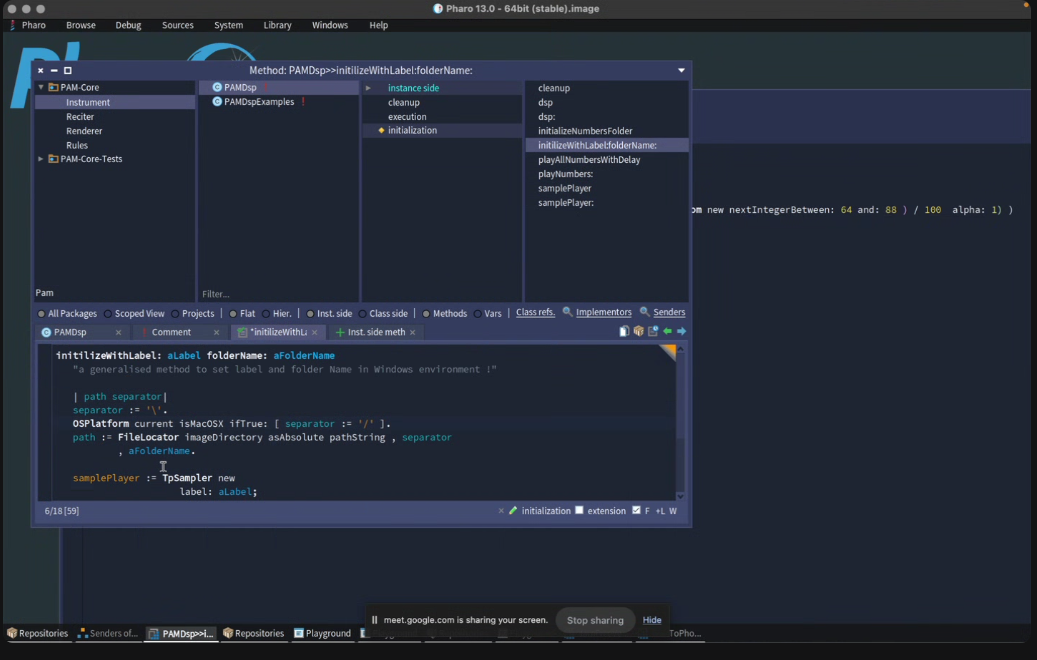 Pharo 13.0 - 64bit (stable).image
Pharo Browse Debug Sources System Library Windows Help
Method: PAMDsp>>initilizeWithLabel:folderName:
PAM-Core
Instrument
Reciter
Renderer
Rules
PAM-Core-Tests
Pam
PAMDsp !
PAMDspExamples !
Filter...
instance side
cleanup
execution
initialization
cleanup
dsp
dsp:
initializeNumbersFolder
initilizeWithLabel:folderName:
playAllNumbersWithDelay
playNumbers:
samplePlayer
samplePlayer:
om new nextIntegerBetween: 64 and: 88 ) / 100 alpha: 1) )
All Packages Scoped View Projects Flat Hier. Inst. side Class side Methods Vars Class refs. Implementors Senders
PAMDsp × ! Comment × *initilizeWithLa × + Inst. side meth ×
initilizeWithLabel: aLabel folderName: aFolderName
"a generalised method to set label and folder Name in Windows environment !"
| path separator|
separator := '\'.
OSPlatform current isMacOSX ifTrue: [ separator := '/' ].
path := FileLocator imageDirectory asAbsolute pathString , separator
, aFolderName.
samplePlayer := TpSampler new
label: aLabel;
6/18 [59]
× initialization extension F +L W
meet.google.com is sharing your screen. Stop sharing Hide
Repositories Senders of... PAMDsp>>i... Repositories Playground ToPho...